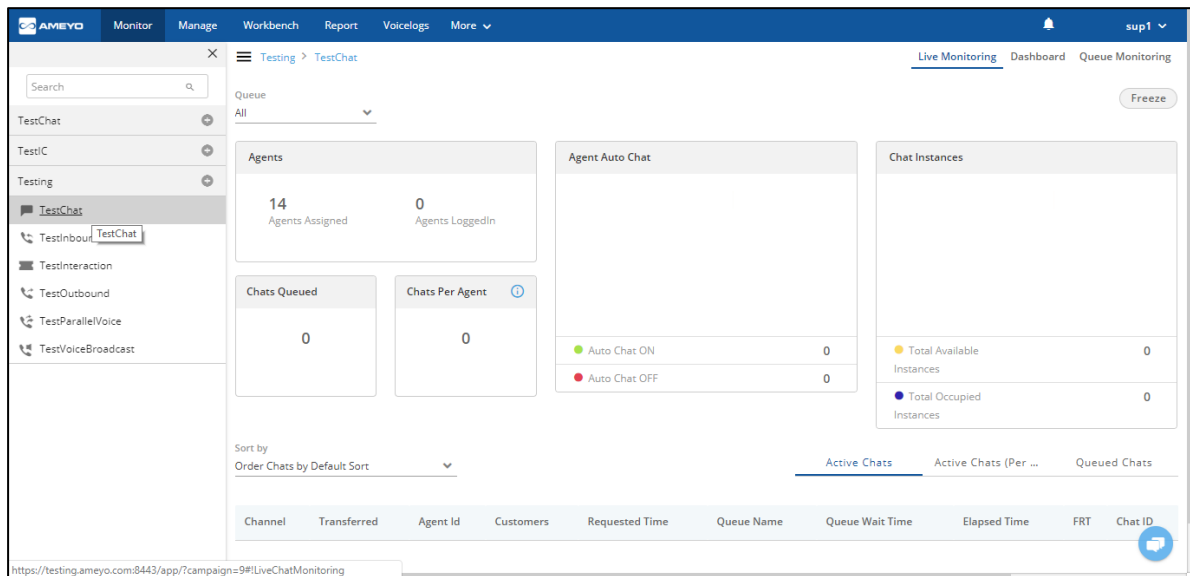 AMEYO Monitor Manage Workbench Report Voicelogs More sup1
Testing > TestChat Live Monitoring Dashboard Queue Monitoring
Search
Queue
All
Freeze
TestChat
TestIC
Testing
TestChat
TestInbou
TestChat
TestInteraction
TestOutbound
TestParallelVoice
TestVoiceBroadcast
Agents
14 0
Agents Assigned Agents LoggedIn
Chats Queued
0
Chats Per Agent
0
Agent Auto Chat
Auto Chat ON 0
Auto Chat OFF 0
Chat Instances
Total Available 0
Instances
Total Occupied 0
Instances
Sort by
Order Chats by Default Sort
Active Chats Active Chats (Per ... Queued Chats
Channel Transferred Agent Id Customers Requested Time Queue Name Queue Wait Time Elapsed Time FRT Chat ID
https://testing.ameyo.com:8443/app/?campaign=9#!LiveChatMonitoring